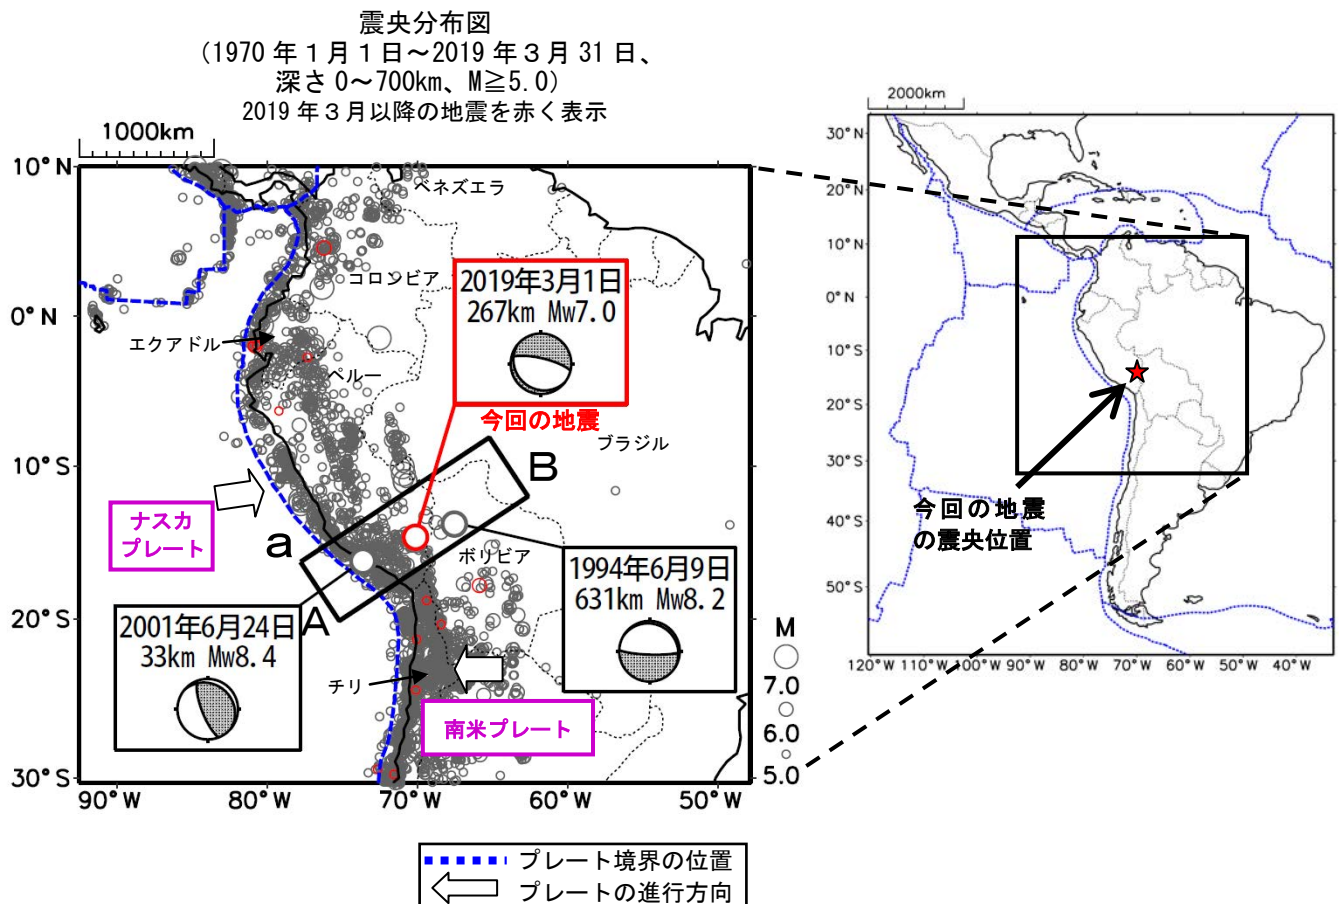 震央分布図
(1970年1月1日～2019年3月31日、
深さ0～700km、M≧5.0)
2019年3月以降の地震を赤く表示
1000km
10°N
0°N
10°S
20°S
30°S
90°W
80°W
70°W
60°W
50°W
ベネズエラ
コロンビア
エクアドル
ペルー
ブラジル
ボリビア
チリ
2019年3月1日
267km Mw7.0
今回の地震
B
a
A
ナスカ
プレート
1994年6月9日
631km Mw8.2
2001年6月24日
33km Mw8.4
南米プレート
M
7.0
6.0
5.0
プレート境界の位置
プレートの進行方向
2000km
30°N
20°N
10°N
0°N
10°S
20°S
30°S
40°S
50°S
120°W
110°W
100°W
90°W
80°W
70°W
60°W
50°W
40°W
今回の地震
の震央位置